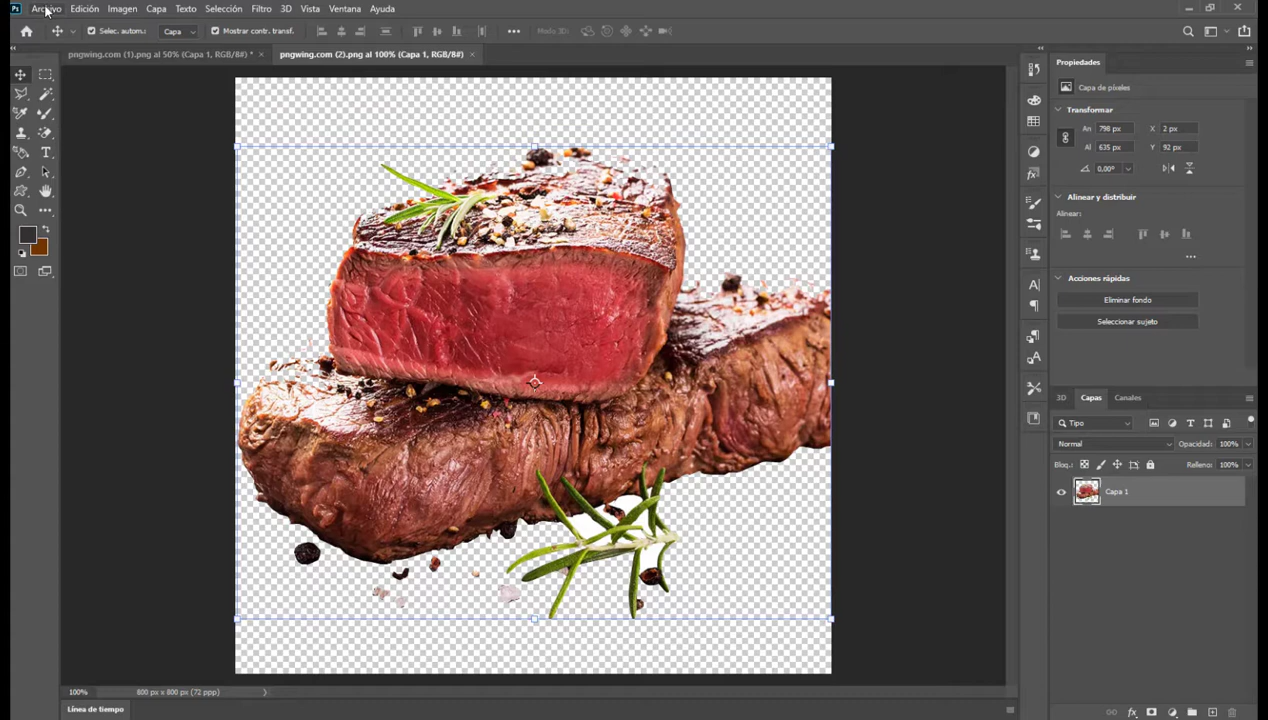 Ps Archivo Edición Imagen Capa Texto Selección Filtro 3D Vista Ventana Ayuda
Selec. autom.: Capa Mostrar contr. transf. Modo 3D:
pngwing.com (1).png al 50% (Capa 1, RGB/8#) * × pngwing.com (2).png al 100% (Capa 1, RGB/8#) ×
Propiedades
Capa de píxeles
Transformar
An 798 px X 2 px
Al 635 px Y 92 px
0,00°
Alinear y distribuir
Alinear:
Acciones rápidas
Eliminar fondo
Seleccionar sujeto
3D Capas Canales
Tipo
Normal Opacidad: 100%
Bloq.: Relleno: 100%
Capa 1
100% 800 px x 800 px (72 ppp)
Línea de tiempo